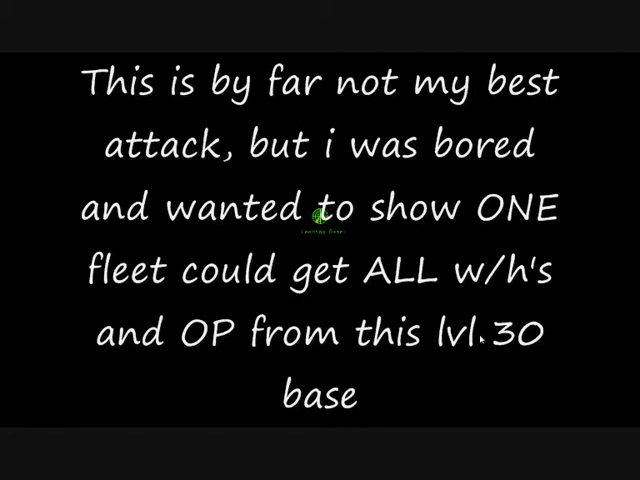 This is by far not my best
attack, but i was bored
and wanted to show ONE
fleet could get ALL w/h's
and OP from this lvl.30
base